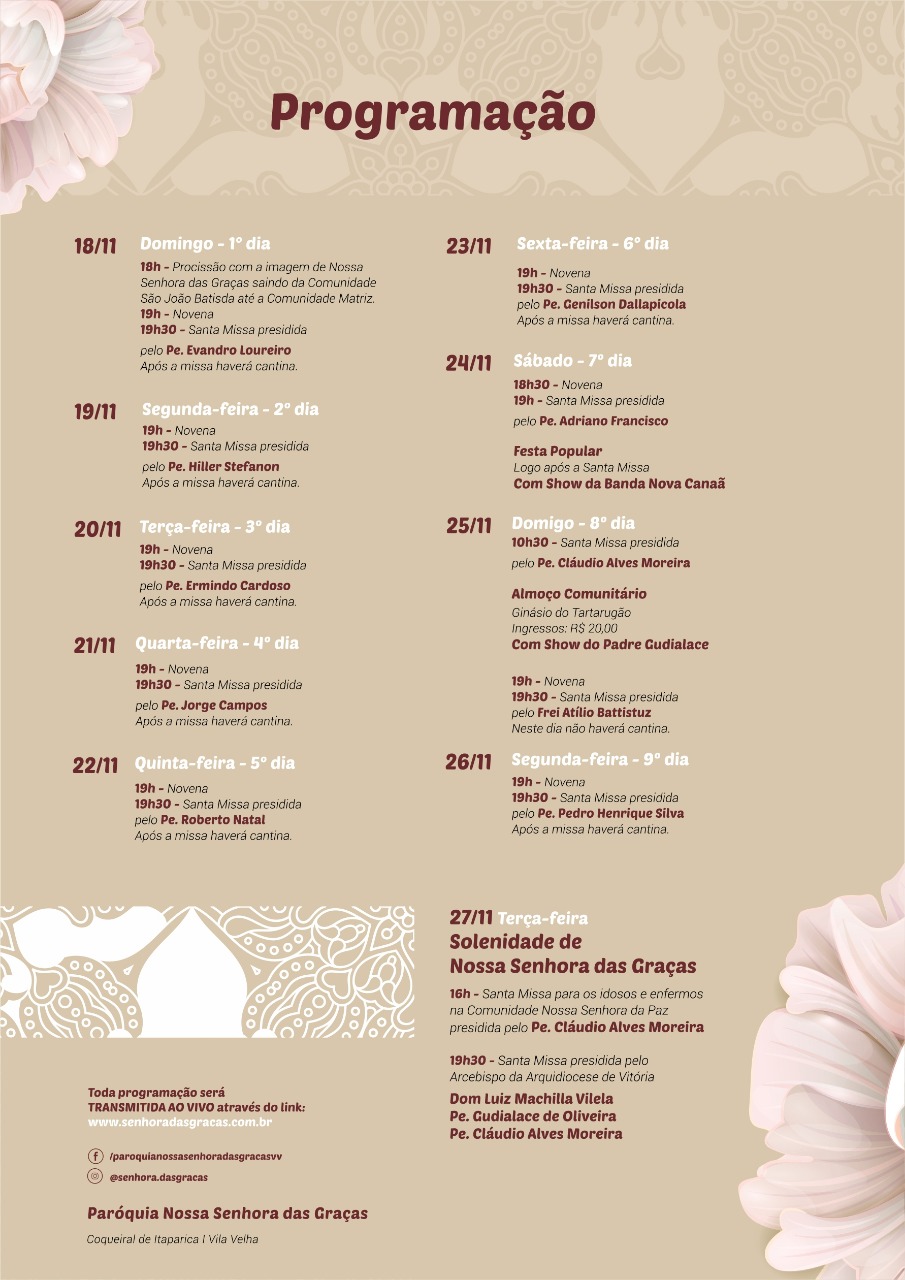 Programação
18/11 Domingo - 1º dia
18h - Procissão com a imagem de Nossa
Senhora das Graças saindo da Comunidade
São João Batisda até a Comunidade Matriz.
19h - Novena
19h30 - Santa Missa presidida
pelo Pe. Evandro Loureiro
Após a missa haverá cantina.
19/11 Segunda-feira - 2º dia
19h - Novena
19h30 - Santa Missa presidida
pelo Pe. Hiller Stefanon
Após a missa haverá cantina.
20/11 Terça-feira - 3º dia
19h - Novena
19h30 - Santa Missa presidida
pelo Pe. Ermindo Cardoso
Após a missa haverá cantina.
21/11 Quarta-feira - 4º dia
19h - Novena
19h30 - Santa Missa presidida
pelo Pe. Jorge Campos
Após a missa haverá cantina.
22/11 Quinta-feira - 5º dia
19h - Novena
19h30 - Santa Missa presidida
pelo Pe. Roberto Natal
Após a missa haverá cantina.
23/11 Sexta-feira - 6º dia
19h - Novena
19h30 - Santa Missa presidida
pelo Pe. Genilson Dallapicola
Após a missa haverá cantina.
24/11 Sábado - 7º dia
18h30 - Novena
19h - Santa Missa presidida
pelo Pe. Adriano Francisco
Festa Popular
Logo após a Santa Missa
Com Show da Banda Nova Canaã
25/11 Domigo - 8º dia
10h30 - Santa Missa presidida
pelo Pe. Cláudio Alves Moreira
Almoço Comunitário
Ginásio do Tartarugão
Ingressos: R$ 20,00
Com Show do Padre Gudialace
19h - Novena
19h30 - Santa Missa presidida
pelo Frei Atílio Battistuz
Neste dia não haverá cantina.
26/11 Segunda-feira - 9º dia
19h - Novena
19h30 - Santa Missa presidida
pelo Pe. Pedro Henrique Silva
Após a missa haverá cantina.
27/11 Terça-feira
Solenidade de
Nossa Senhora das Graças
16h - Santa Missa para os idosos e enfermos
na Comunidade Nossa Senhora da Paz
presidida pelo Pe. Cláudio Alves Moreira
19h30 - Santa Missa presidida pelo
Arcebispo da Arquidiocese de Vitória
Dom Luiz Machilla Vilela
Pe. Gudialace de Oliveira
Pe. Cláudio Alves Moreira
Toda programação será
TRANSMITIDA AO VIVO através do link:
www.senhoradasgracas.com.br
/paroquianossasenhoradasgracasvv
@senhora.dasgracas
Paróquia Nossa Senhora das Graças
Coqueiral de Itaparica | Vila Velha